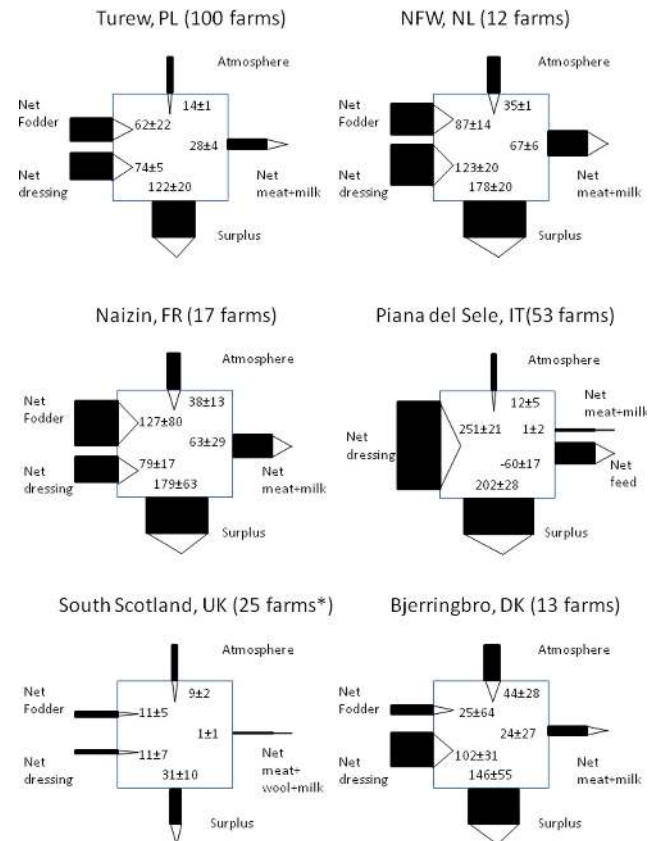 Turew, PL (100 farms)
Atmosphere
Net
Fodder
14±1
62±22
28±4
Net
dressing
74±5
122±20
Net
meat+milk
Surplus
NFW, NL (12 farms)
Atmosphere
Net
Fodder
35±1
87±14
67±6
Net
dressing
123±20
178±20
Net
meat+milk
Surplus
Naizin, FR (17 farms)
Atmosphere
Net
Fodder
38±13
127±80
63±29
Net
dressing
79±17
179±63
Net
meat+milk
Surplus
Piana del Sele, IT(53 farms)
Atmosphere
12±5
Net
meat+milk
Net
dressing
251±21
1±2
-60±17
Net
feed
202±28
Surplus
South Scotland, UK (25 farms*)
Atmosphere
Net
Fodder
9±2
11±5
1±1
Net
dressing
11±7
31±10
Net
meat+
wool+milk
Surplus
Bjerringbro, DK (13 farms)
Atmosphere
Net
Fodder
44±28
25±64
24±27
Net
dressing
102±31
146±55
Net
meat+milk
Surplus